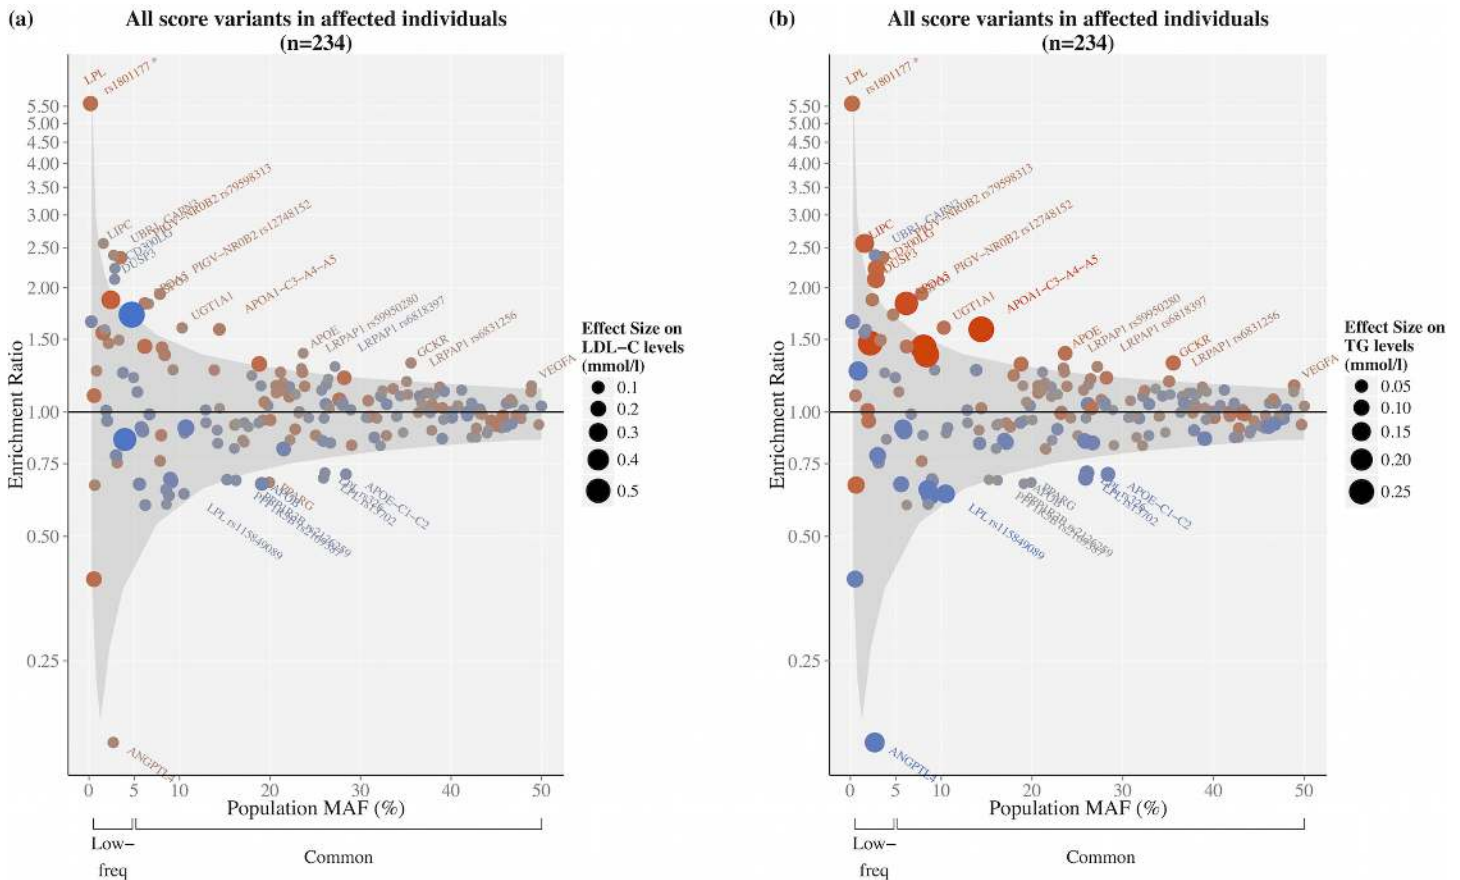 (a)
All score variants in affected individuals
(n=234)
LPL
rs1801177 *
5.50
5.00
4.50
4.00
3.50
3.00
2.50
2.00
1.50
1.00
0.75
0.50
0.25
Enrichment Ratio
LIPC
UBR1
GARN3
PIGV−NR0B2 rs79598313
CD300LG
DUSP3
PIGV−NR0B2 rs12748152
UGT1A1
APOA1−C3−A4−A5
APOE
LRPAP1 rs59950280
LRPAP1 rs6818397
GCKR
LRPAP1 rs6831256
VEGFA
PPARG
APOB
PPP1R3B rs2126259
LPL rs115849089
APOE−C1−C2
ANGPTL4
0 5 10 20 30 40 50
Population MAF (%)
Low−
freq
Common
Effect Size on
LDL−C levels
(mmol/l)
0.1
0.2
0.3
0.4
0.5
(b)
All score variants in affected individuals
(n=234)
LPL
rs1801177 *
5.50
5.00
4.50
4.00
3.50
3.00
2.50
2.00
1.50
1.00
0.75
0.50
0.25
Enrichment Ratio
LIPC
UBR1
GARN3
PIGV−NR0B2 rs79598313
CD300LG
DUSP3
PIGV−NR0B2 rs12748152
UGT1A1
APOA1−C3−A4−A5
APOE
LRPAP1 rs59950280
LRPAP1 rs6818397
GCKR
LRPAP1 rs6831256
VEGFA
PPARG
APOB
PPP1R3B rs2126259
LPL rs115849089
APOE−C1−C2
ANGPTL4
0 5 10 20 30 40 50
Population MAF (%)
Low−
freq
Common
Effect Size on
TG levels
(mmol/l)
0.05
0.10
0.15
0.20
0.25